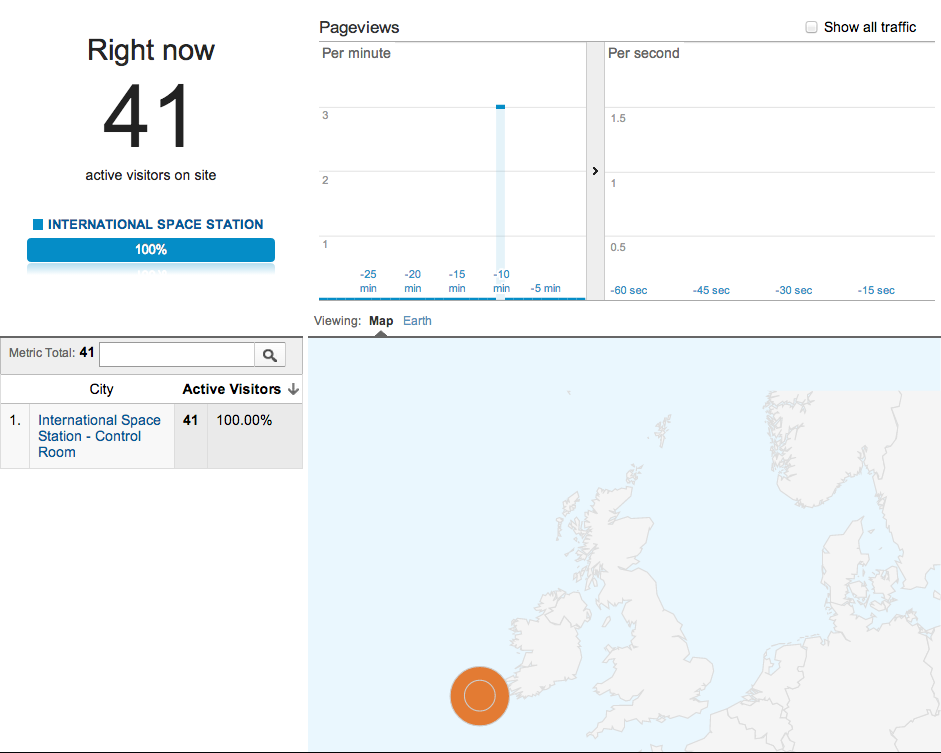 Right now
41
active visitors on site
INTERNATIONAL SPACE STATION
100%
Pageviews
Show all traffic
Per minute
3
2
1
-25 min
-20 min
-15 min
-10 min
-5 min
Per second
1.5
1
0.5
-60 sec
-45 sec
-30 sec
-15 sec
Viewing: Map Earth
Metric Total: 41
City Active Visitors
1. International Space 41 100.00%
Station - Control
Room